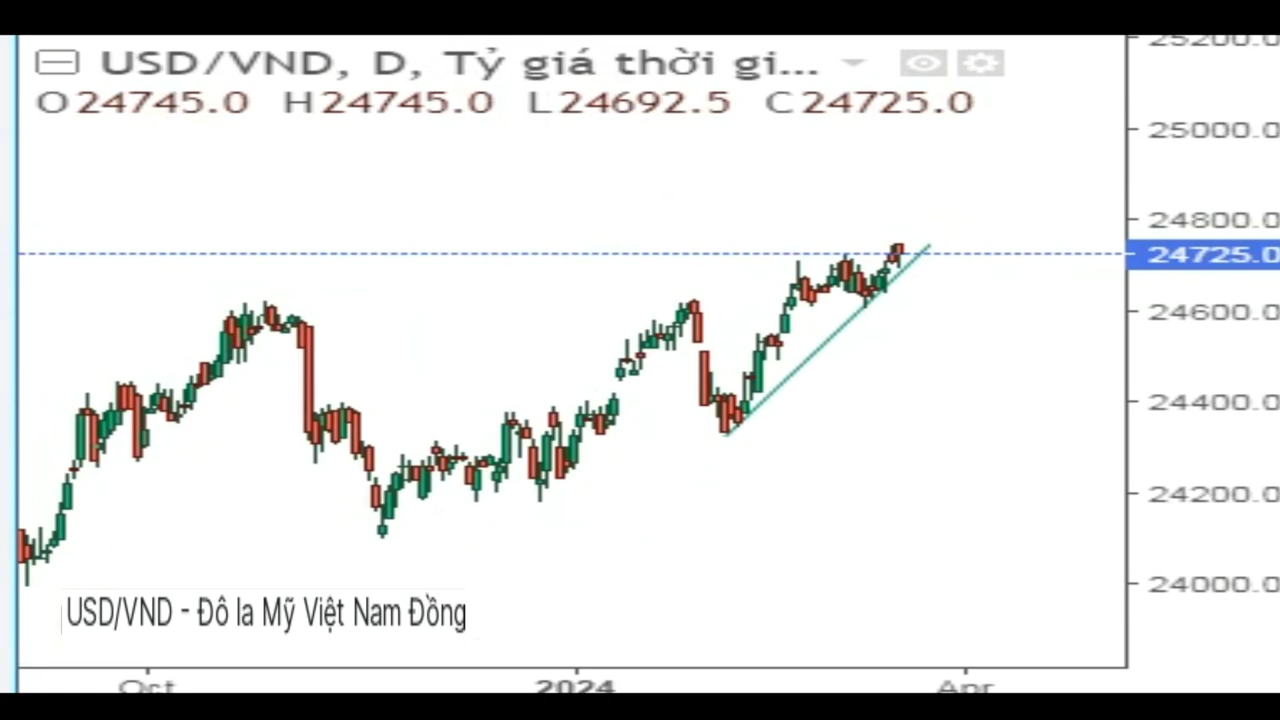 USD/VND, D, Tỷ giá thời gi...
O24745.0 H24745.0 L24692.5 C24725.0
25200.0
25000.0
24800.0
24725.0
24600.0
24400.0
24200.0
24000.0
USD/VND - Đô la Mỹ Việt Nam Đồng
Oct 2024 Apr